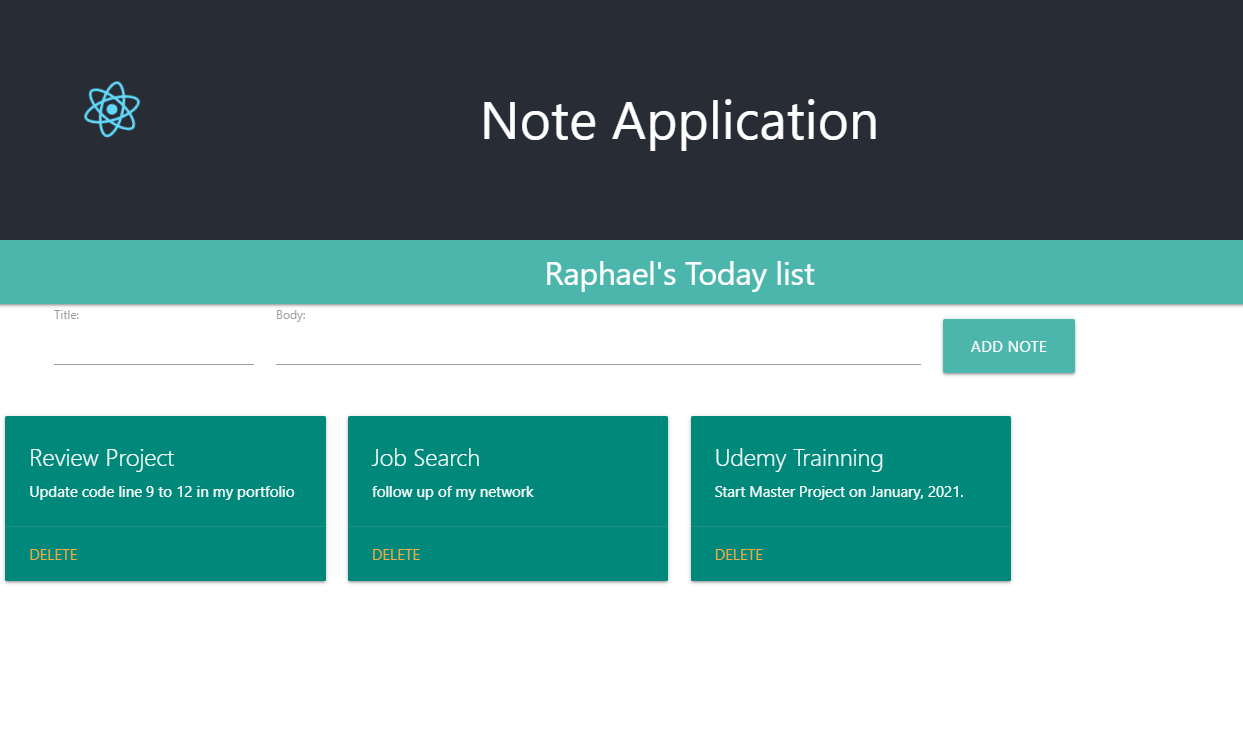 Note Application
Raphael's Today list
Title:
Body:
ADD NOTE
Review Project
Update code line 9 to 12 in my portfolio
DELETE
Job Search
follow up of my network
DELETE
Udemy Trainning
Start Master Project on January, 2021.
DELETE